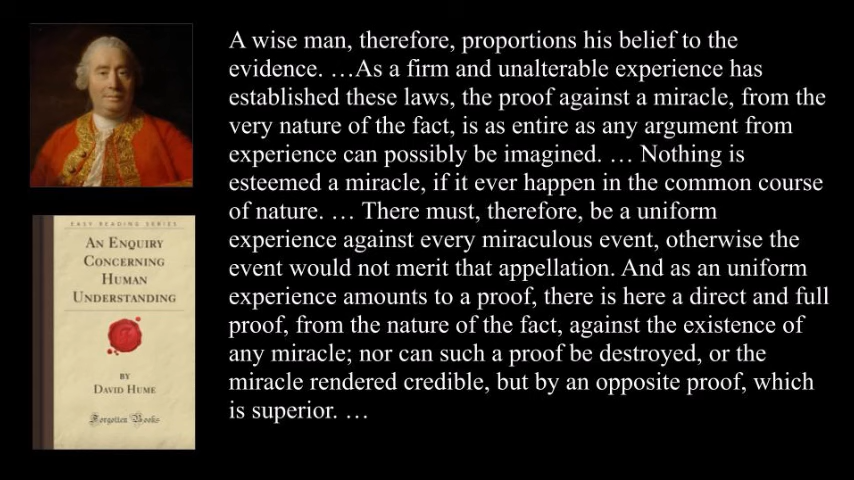 A wise man, therefore, proportions his belief to the
evidence. …As a firm and unalterable experience has
established these laws, the proof against a miracle, from the
very nature of the fact, is as entire as any argument from
experience can possibly be imagined. … Nothing is
esteemed a miracle, if it ever happen in the common course
of nature. … There must, therefore, be a uniform
experience against every miraculous event, otherwise the
event would not merit that appellation. And as an uniform
experience amounts to a proof, there is here a direct and full
proof, from the nature of the fact, against the existence of
any miracle; nor can such a proof be destroyed, or the
miracle rendered credible, but by an opposite proof, which
is superior. …
EASY READING SERIES
AN ENQUIRY
CONCERNING
HUMAN
UNDERSTANDING
BY
DAVID HUME
Forgotten Books